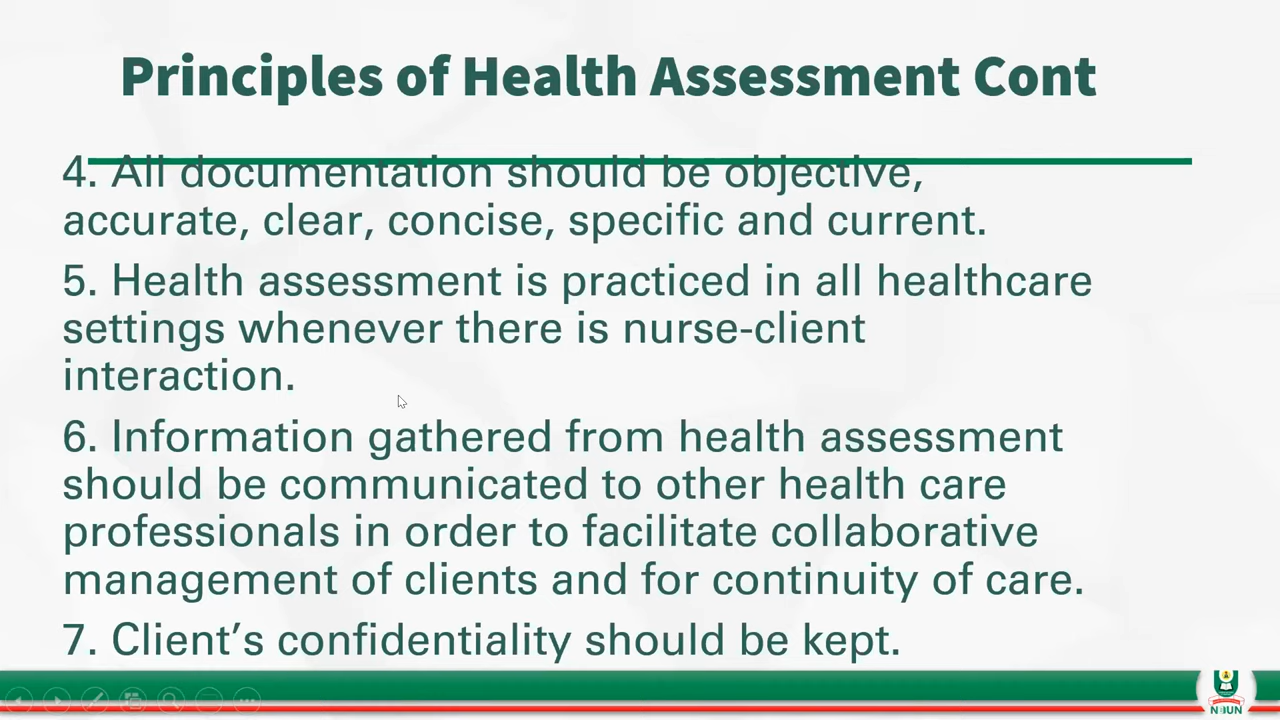 Principles of Health Assessment Cont
4. All documentation should be objective,
accurate, clear, concise, specific and current.
5. Health assessment is practiced in all healthcare
settings whenever there is nurse-client
interaction.
6. Information gathered from health assessment
should be communicated to other health care
professionals in order to facilitate collaborative
management of clients and for continuity of care.
7. Client’s confidentiality should be kept.